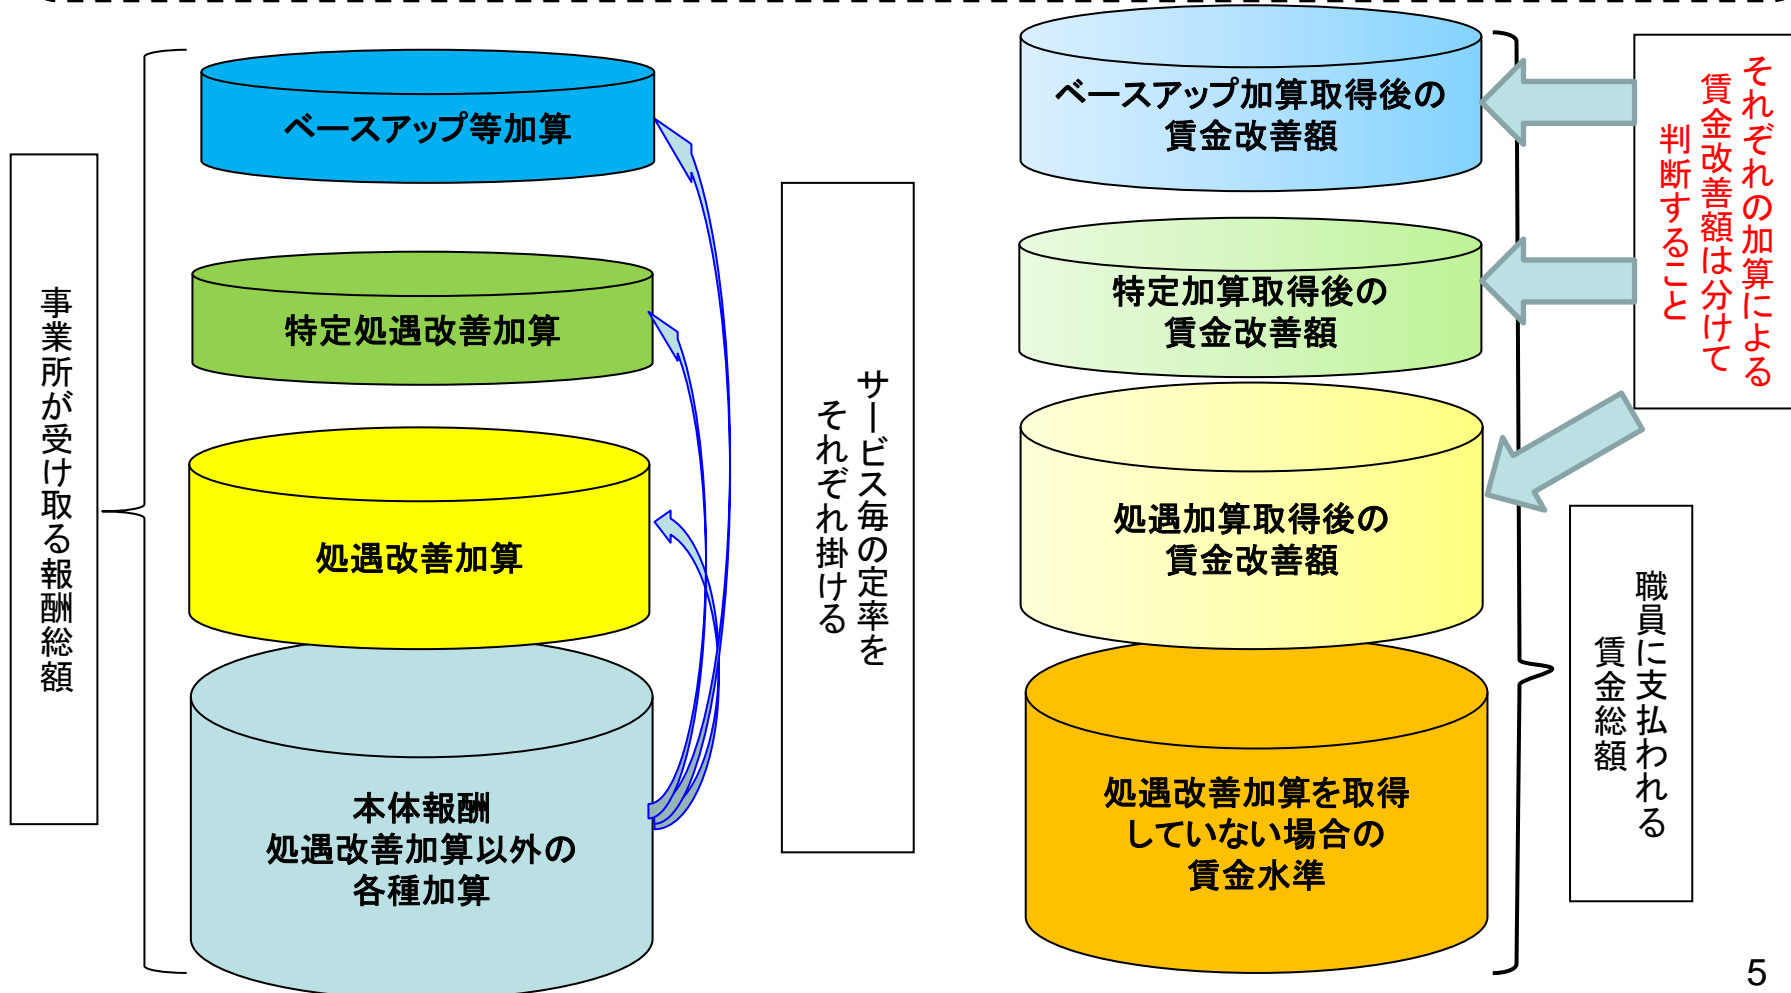 事業所が受け取る報酬総額
ベースアップ等加算
特定処遇改善加算
処遇改善加算
本体報酬
処遇改善加算以外の
各種加算
サービス毎の定率を
それぞれ掛ける
ベースアップ加算取得後の
賃金改善額
特定加算取得後の
賃金改善額
処遇加算取得後の
賃金改善額
処遇改善加算を取得
していない場合の
賃金水準
それぞれの加算による
賃金改善額は分けて
判断すること
職員に支払われる
賃金総額
5